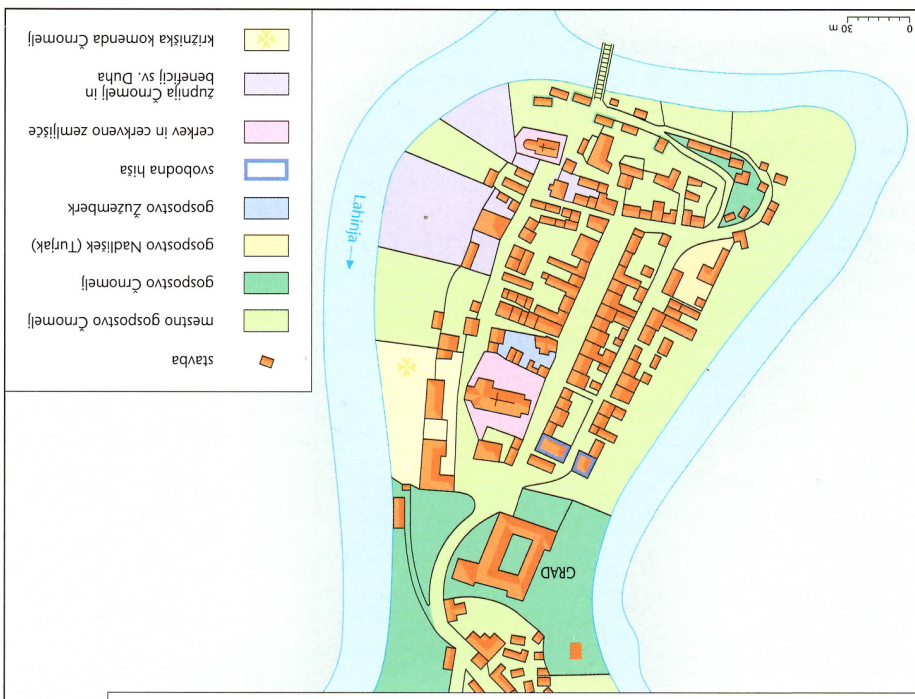 GRAD
Lahinja
stavba
mestno gospostvo Črnomelj
gospostvo Črnomelj
gospostvo Nadlišek (Turjak)
gospostvo Žužemberk
svobodna hiša
cerkev in cerkveno zemljišče
župnija Črnomelj in
beneficij sv. Duha
križniška komenda Črnomelj
0 30 m